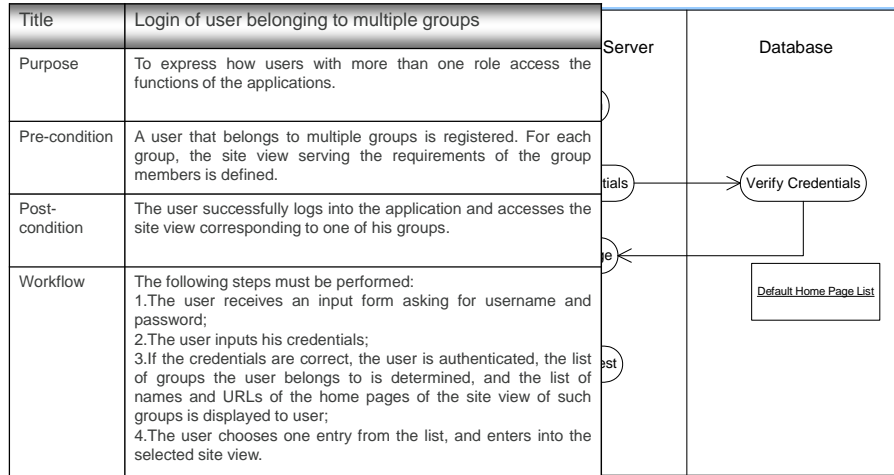 Title Login of user belonging to multiple groups
Purpose To express how users with more than one role access the
functions of the applications.
Pre-condition A user that belongs to multiple groups is registered. For each
group, the site view serving the requirements of the group
members is defined.
Post-
condition
The user successfully logs into the application and accesses the
site view corresponding to one of his groups.
Workflow The following steps must be performed:
1.The user receives an input form asking for username and
password;
2.The user inputs his credentials;
3.If the credentials are correct, the user is authenticated, the list
of groups the user belongs to is determined, and the list of
names and URLs of the home pages of the site view of such
groups is displayed to user;
4.The user chooses one entry from the list, and enters into the
selected site view.
Server
Database
tials
Verify Credentials
ge
Default Home Page List
est